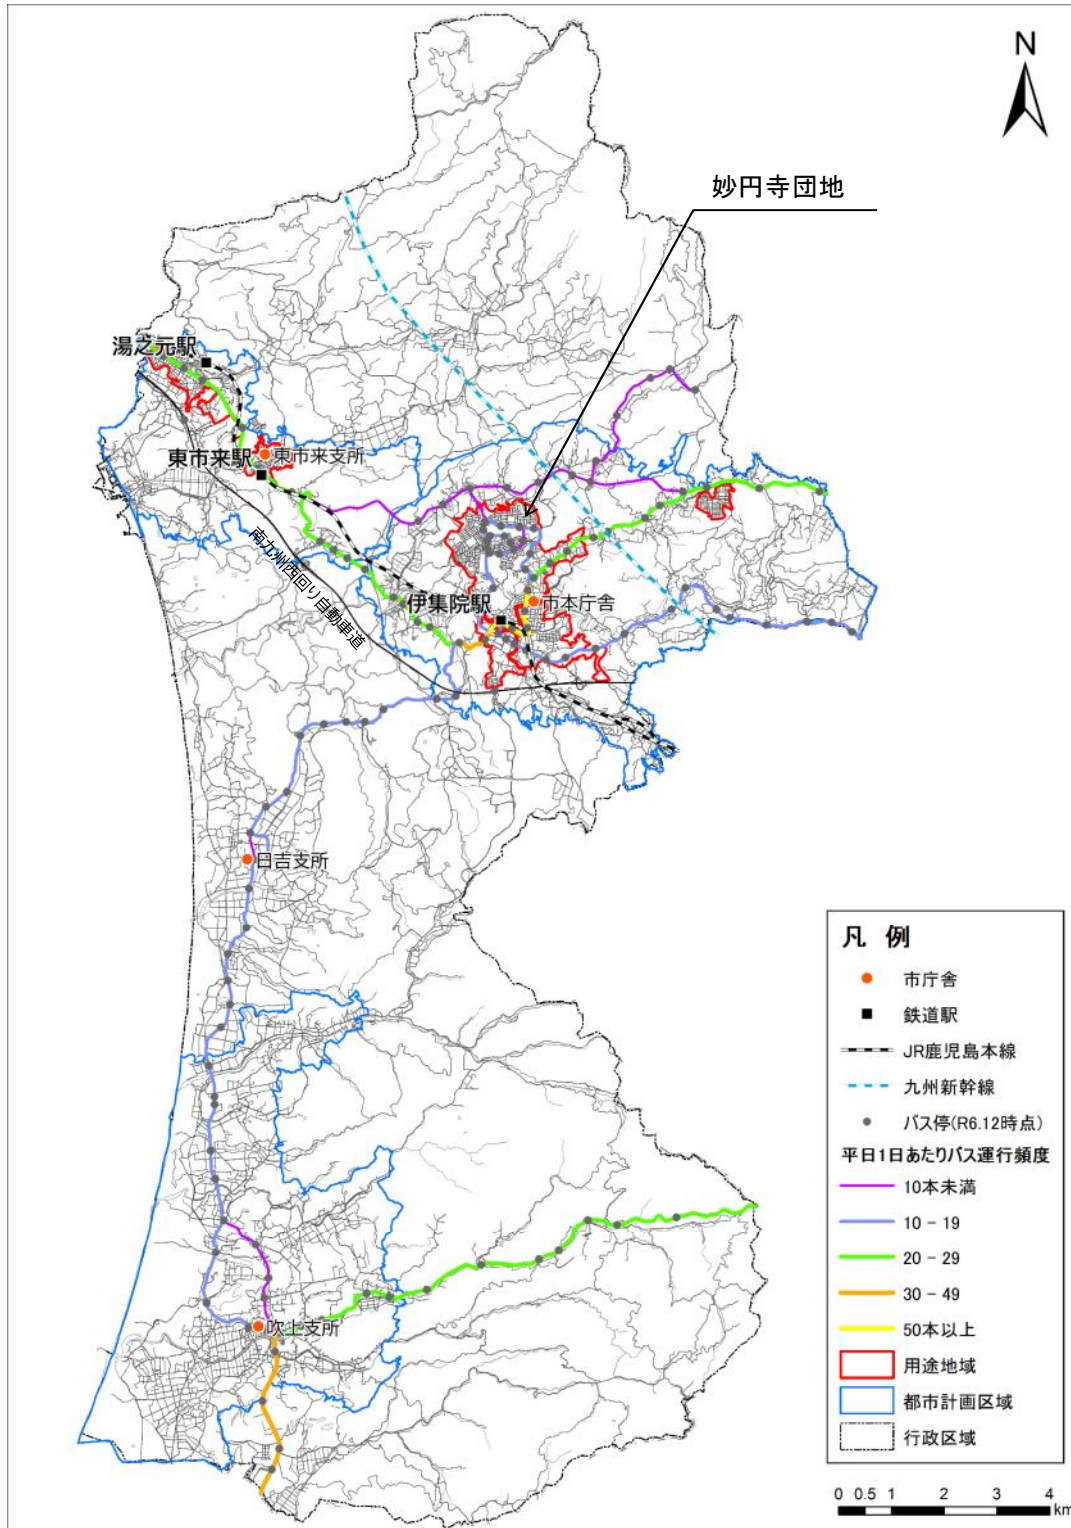 N
妙円寺団地
湯之元駅
東市来駅
東市来支所
南九州西回り自動車道
伊集院駅
市本庁舎
日吉支所
吹上支所
凡 例
市庁舎
鉄道駅
JR鹿児島本線
九州新幹線
バス停(R6.12時点)
平日1日あたりバス運行頻度
10本未満
10 - 19
20 - 29
30 - 49
50本以上
用途地域
都市計画区域
行政区域
0 0.5 1 2 3 4
km